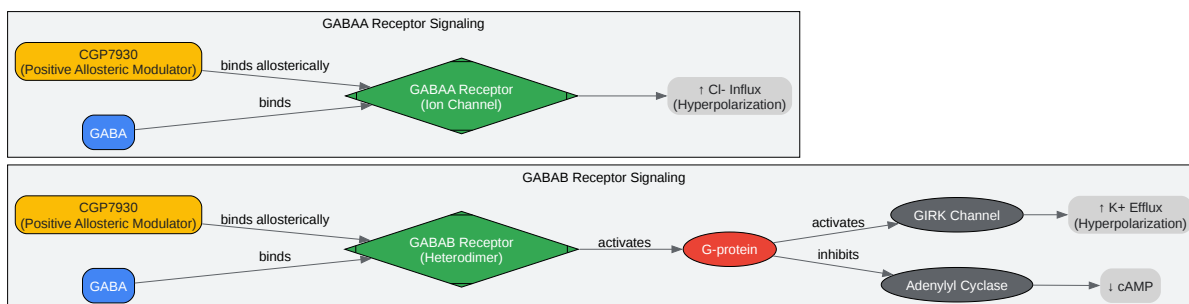 GABAA Receptor Signaling
CGP7930
(Positive Allosteric Modulator)
binds allosterically
GABAA Receptor
(Ion Channel)
↑ Cl- Influx
(Hyperpolarization)
binds
GABA
GABAB Receptor Signaling
CGP7930
(Positive Allosteric Modulator)
binds allosterically
GABAB Receptor
(Heterodimer)
binds
GABA
activates
G-protein
activates
GIRK Channel
↑ K+ Efflux
(Hyperpolarization)
inhibits
Adenylyl Cyclase
↓ cAMP